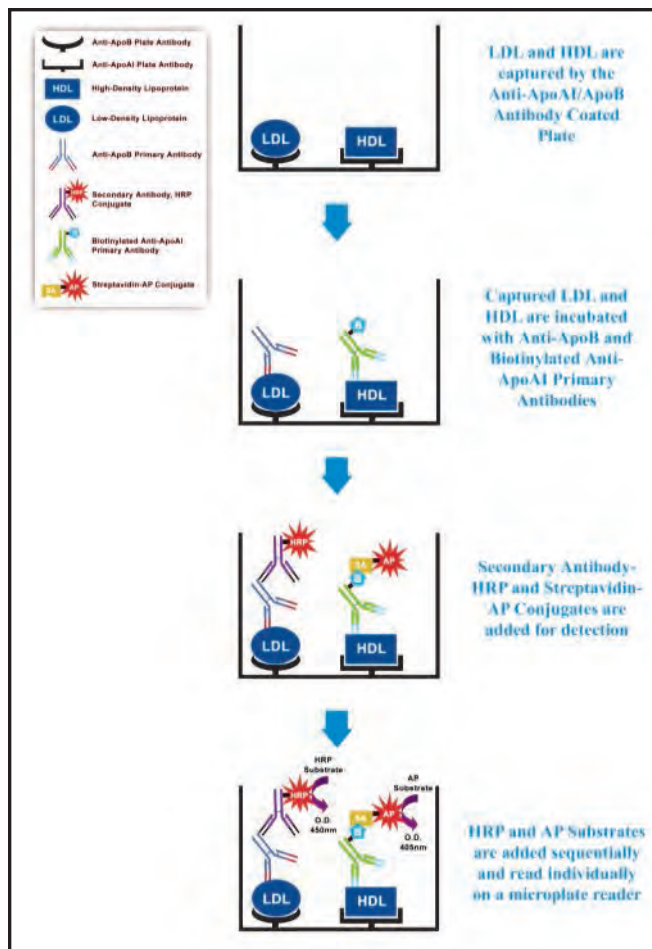 Anti-ApoB Plate Antibody
Anti-ApoAI Plate Antibody
HDL
High-Density Lipoprotein
LDL
Low-Density Lipoprotein
Anti-ApoB Primary Antibody
HRP
Secondary Antibody, HRP
Conjugate
B
Biotinylated Anti-ApoAI
Primary Antibody
SA
AP
Streptavidin-AP Conjugate
LDL
HDL
LDL and HDL are
captured by the
Anti-ApoAI/ApoB
Antibody Coated
Plate
B
LDL
HDL
Captured LDL and
HDL are incubated
with Anti-ApoB and
Biotinylated Anti-
ApoAI Primary
Antibodies
HRP
SA
AP
B
LDL
HDL
Secondary Antibody-
HRP and Streptavidin-
AP Conjugates are
added for detection
HRP
Substrate
HRP
O.D.
450nm
AP
Substrate
SA
AP
B
O.D.
405nm
LDL
HDL
HRP and AP Substrates
are added sequentially
and read individually
on a microplate reader